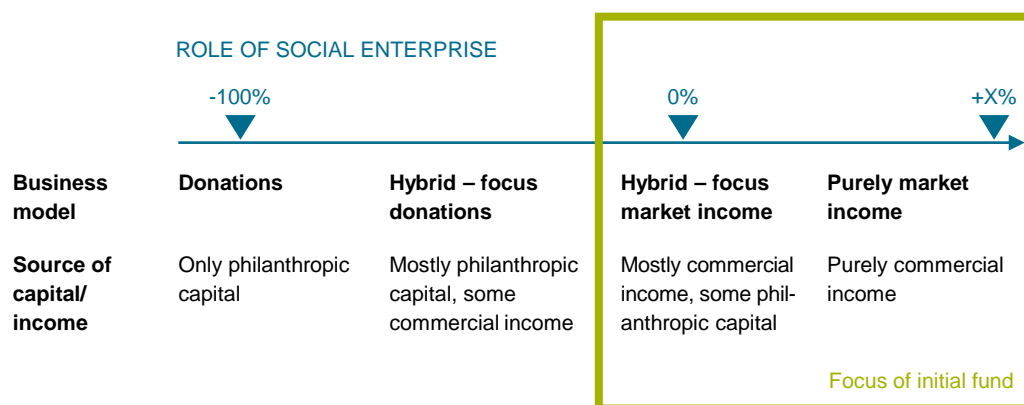 ROLE OF SOCIAL ENTERPRISE
-100%
0%
+X%
Business
model
Donations
Hybrid – focus
donations
Hybrid – focus
market income
Purely market
income
Source of
capital/
income
Only philanthropic
capital
Mostly philanthropic
capital, some
commercial income
Mostly commercial
income, some phil-
anthropic capital
Purely commercial
income
Focus of initial fund